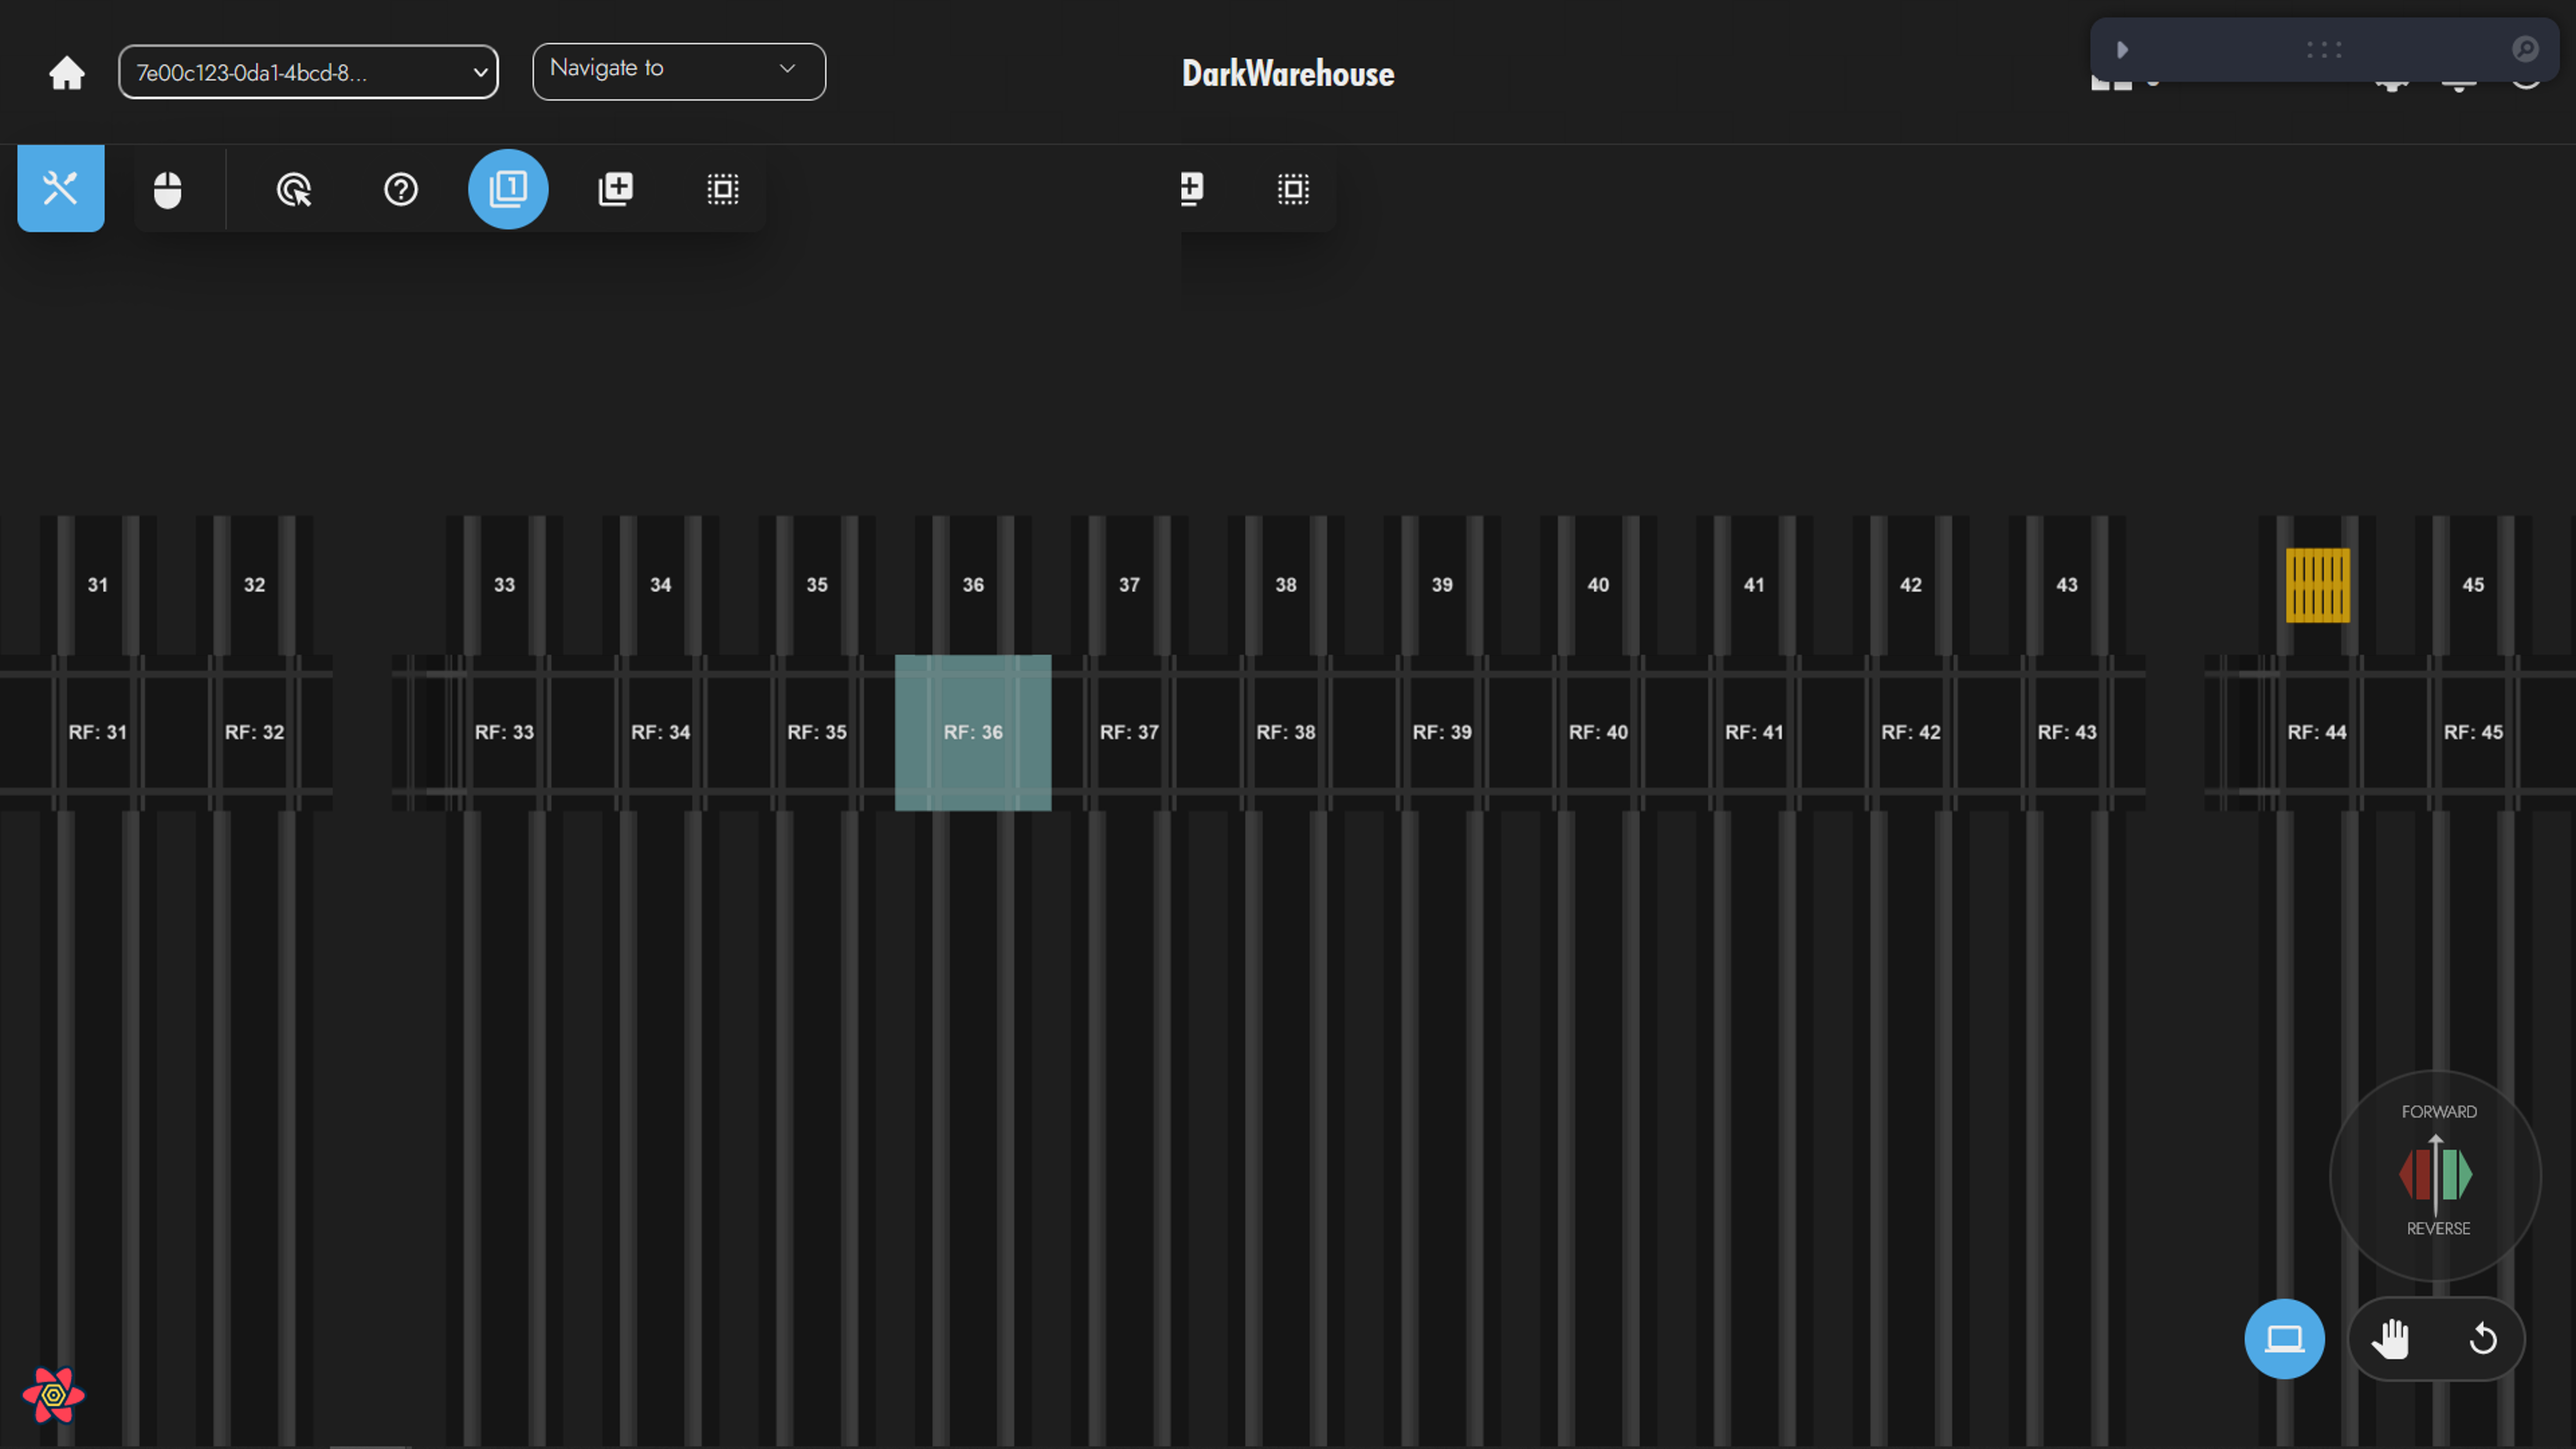 7e00c123-0da1-4bcd-8...
Navigate to
DarkWarehouse
1
31 32 33 34 35 36 37 38 39 40 41 42 43 45
RF: 31 RF: 32 RF: 33 RF: 34 RF: 35 RF: 36 RF: 37 RF: 38 RF: 39 RF: 40 RF: 41 RF: 42 RF: 43 RF: 44 RF: 45
FORWARD
REVERSE